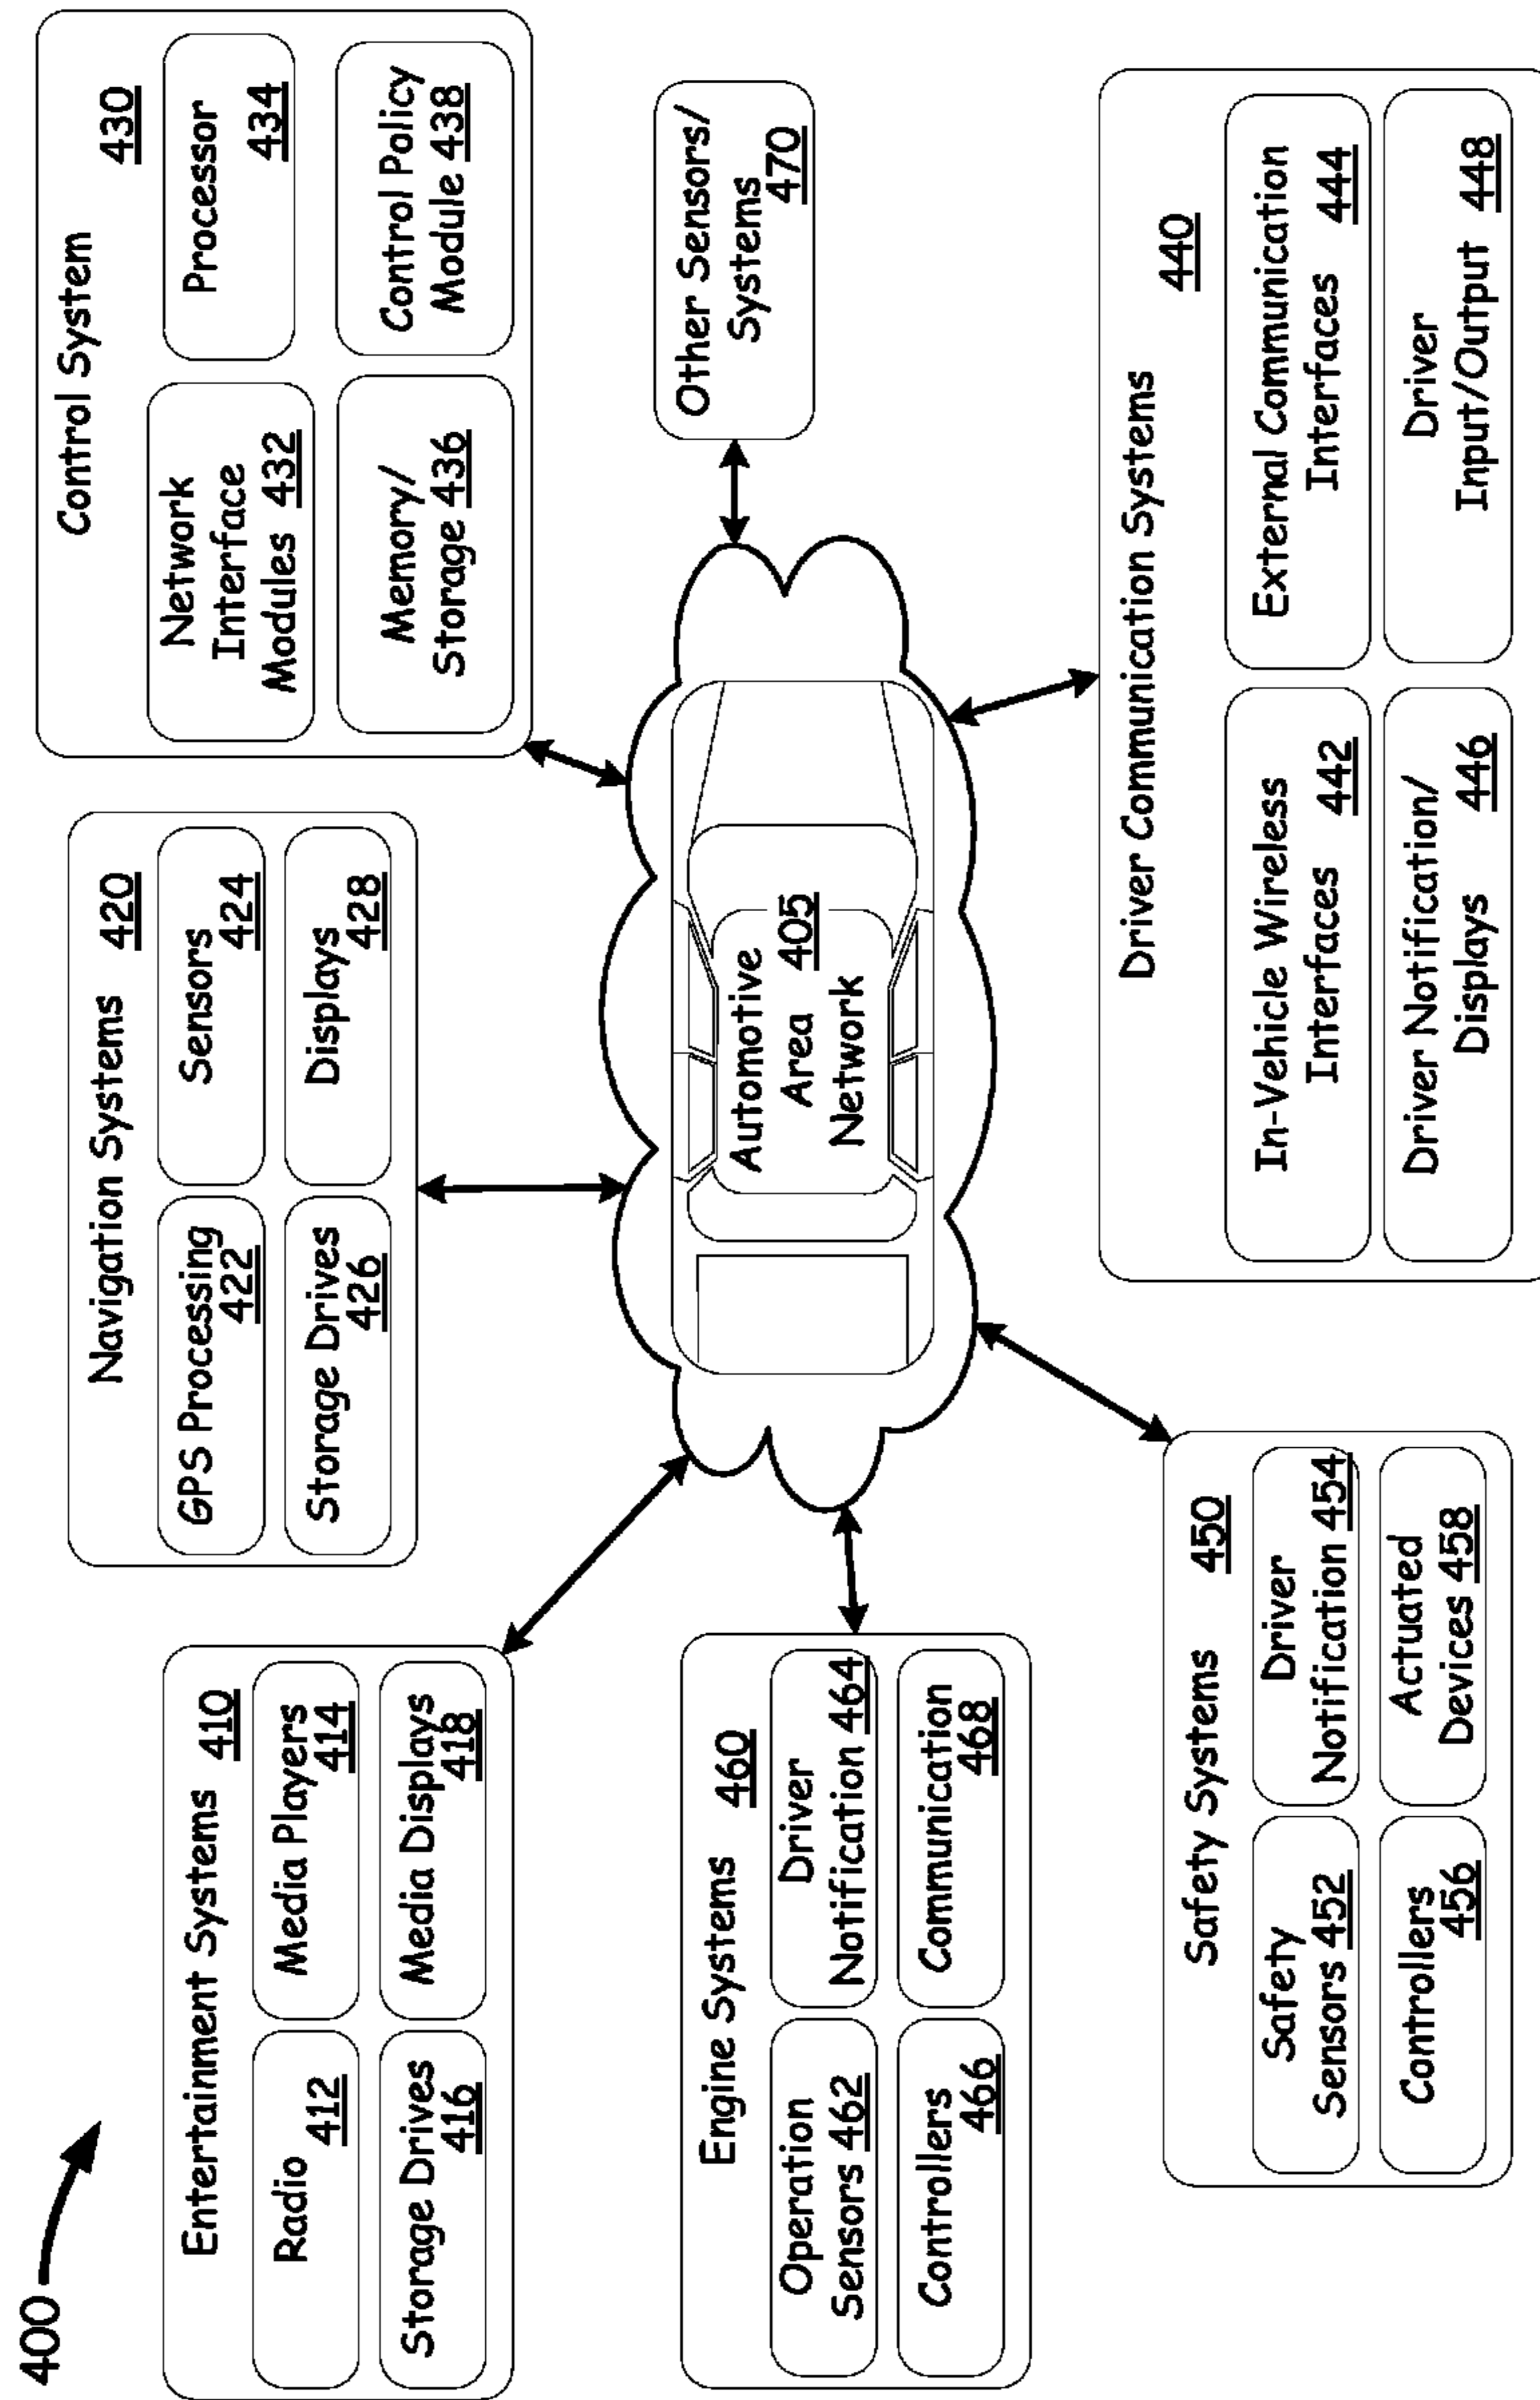 400
Entertainment Systems
410
Radio
412
Media Players
414
Storage Drives
416
Media Displays
418
Navigation Systems
420
GPS Processing
422
Sensors
424
Storage Drives
426
Displays
428
Control System
430
Network
Interface
Modules 432
Processor
434
Memory/
Storage 436
Control Policy
Module 438
Engine Systems
460
Operation
Sensors 462
Driver
Notification 464
Controllers
466
Communication
468
Automotive
Area 405
Network
Other Sensors/
Systems
470
Safety Systems
450
Safety
Sensors 452
Driver
Notification 454
Controllers
456
Actuated
Devices 458
Driver Communication Systems
440
In-Vehicle Wireless
Interfaces 442
External Communication
Interfaces 444
Driver Notification/
Displays 446
Driver
Input/Output 448